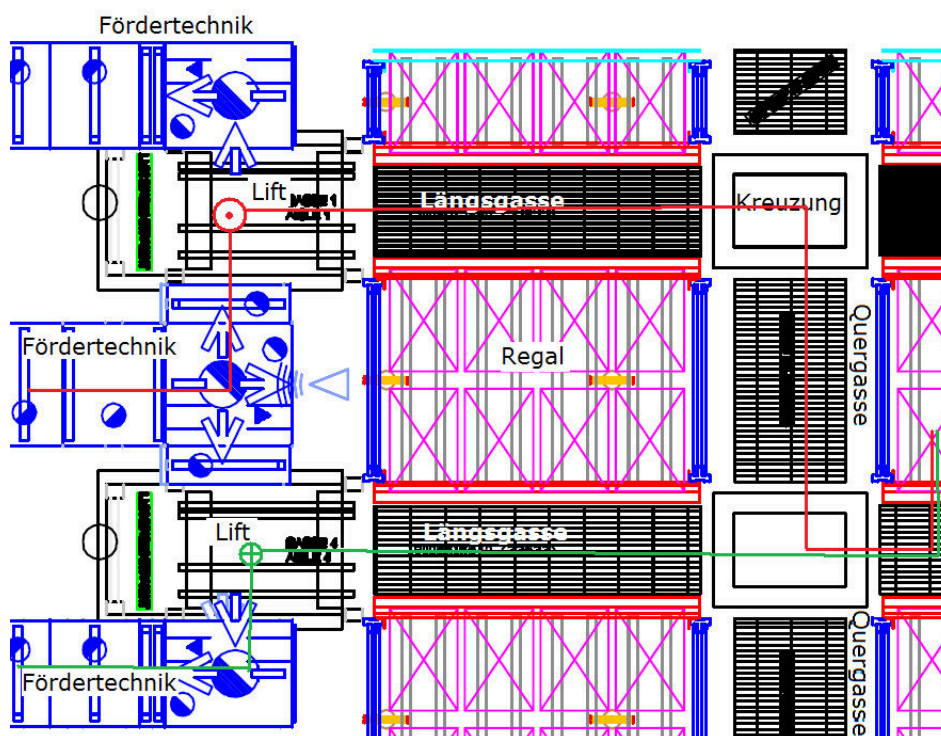 Fördertechnik
Lift
Längsgasse
Kreuzung
Fördertechnik
Regal
Quergasse
Lift
Längsgasse
Fördertechnik
Quergasse